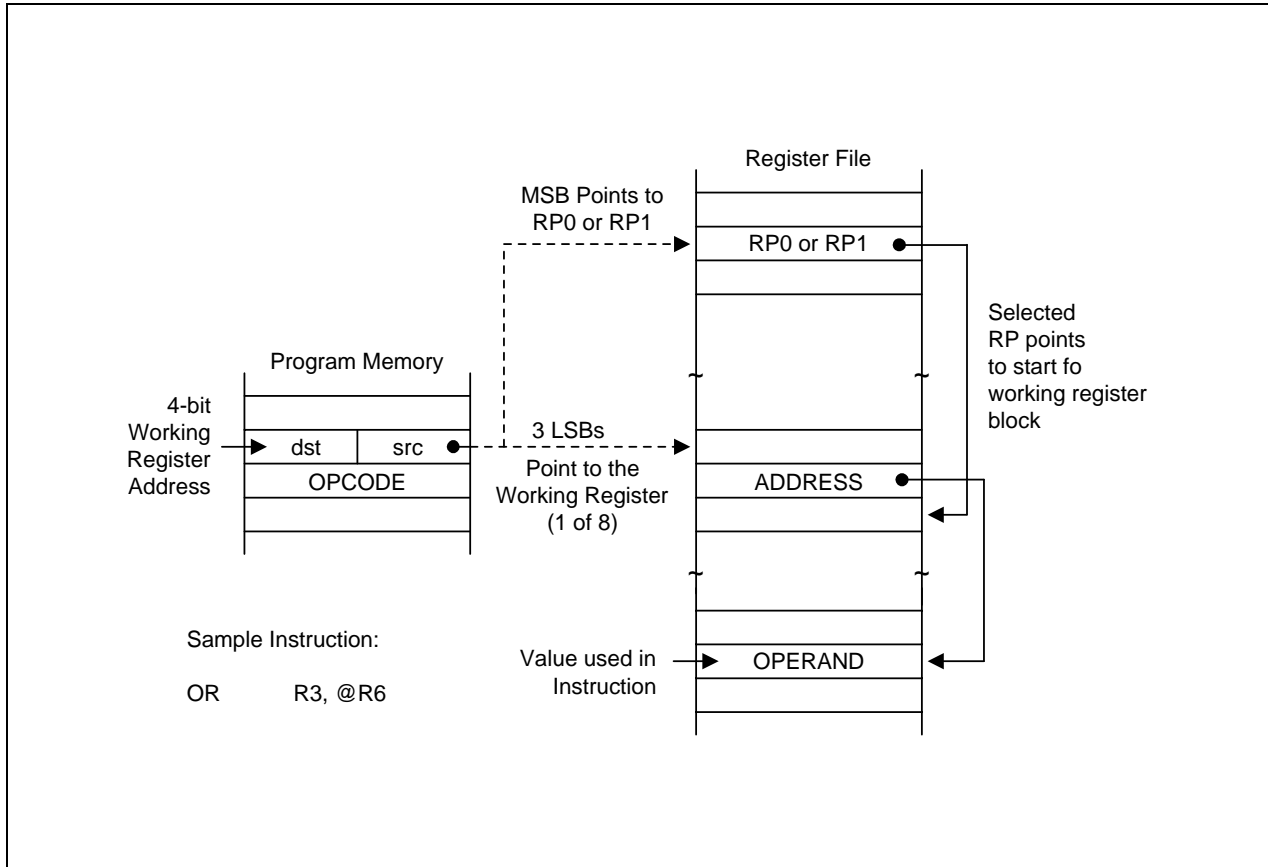 Register File
MSB Points to
RP0 or RP1
RP0 or RP1
Selected
RP points
to start fo
working register
block
Program Memory
4-bit
Working
Register
Address
dst
src
OPCODE
3 LSBs
Point to the
Working Register
(1 of 8)
~
~
ADDRESS
~
~
Sample Instruction:
OR R3, @R6
Value used in
Instruction
OPERAND